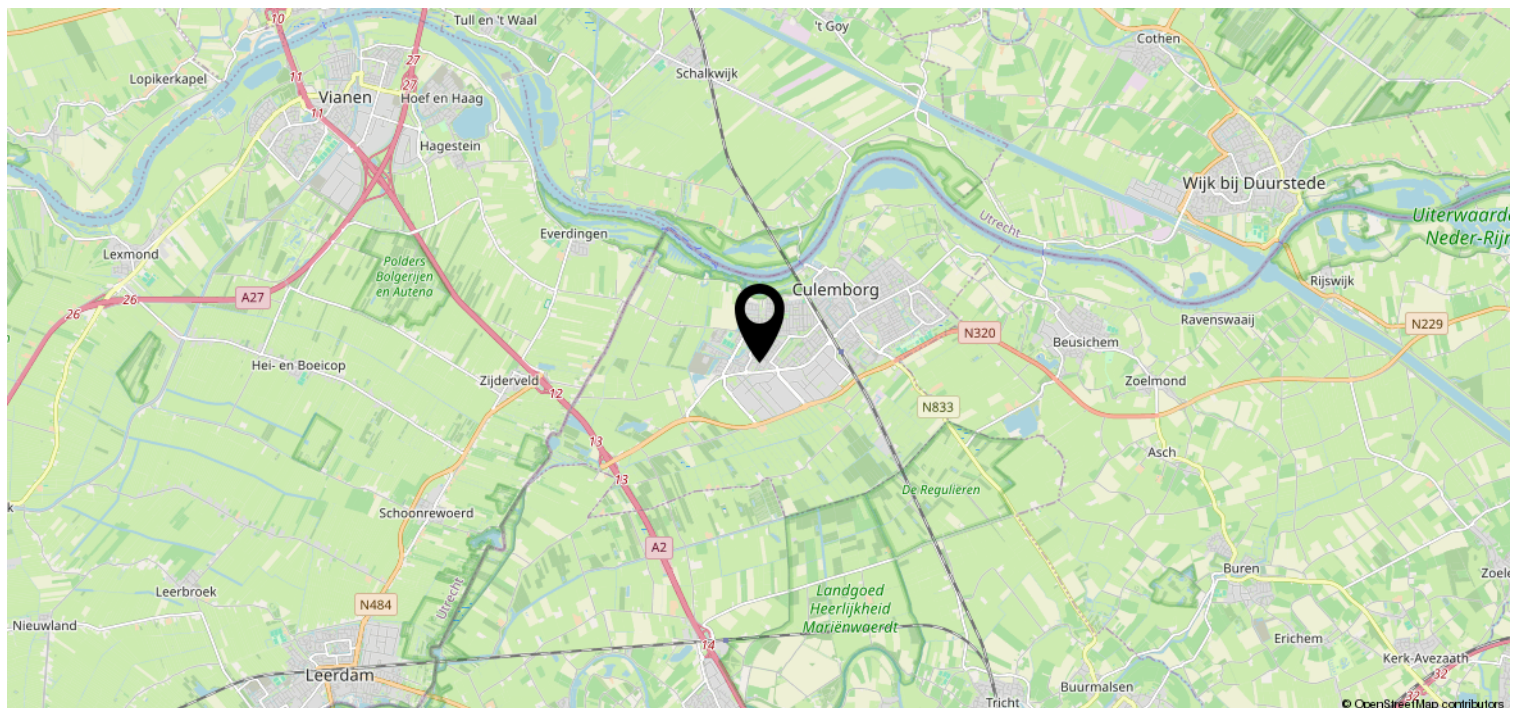 10
Tull en 't Waal
't Goy
Cothen
27
Schalkwijk
Lopikerkapel
11
27
Vianen
Hoef en Haag
11
Hagestein
Wijk bij Duurstede
Utrecht
Uiterwaarde
Neder-Rijn
Everdingen
Lexmond
Polders
Bolgerijen
en Autena
Rijswijk
Culemborg
A27
26
26
Ravenswaaij
N229
N320
Beusichem
Hei- en Boeicop
Zijderveld
Zoelmond
12
N833
13
Asch
13
De Regulieren
k
Schoonrewoerd
A2
Buren
Zoele
Leerbroek
Landgoed
Heerlijkheid
Mariënwaerdt
Utrecht
N484
Nieuwland
Erichem
14
Kerk-Avezaath
Leerdam
32
Buurmalsen
32
Tricht
© OpenStreetMap contributors